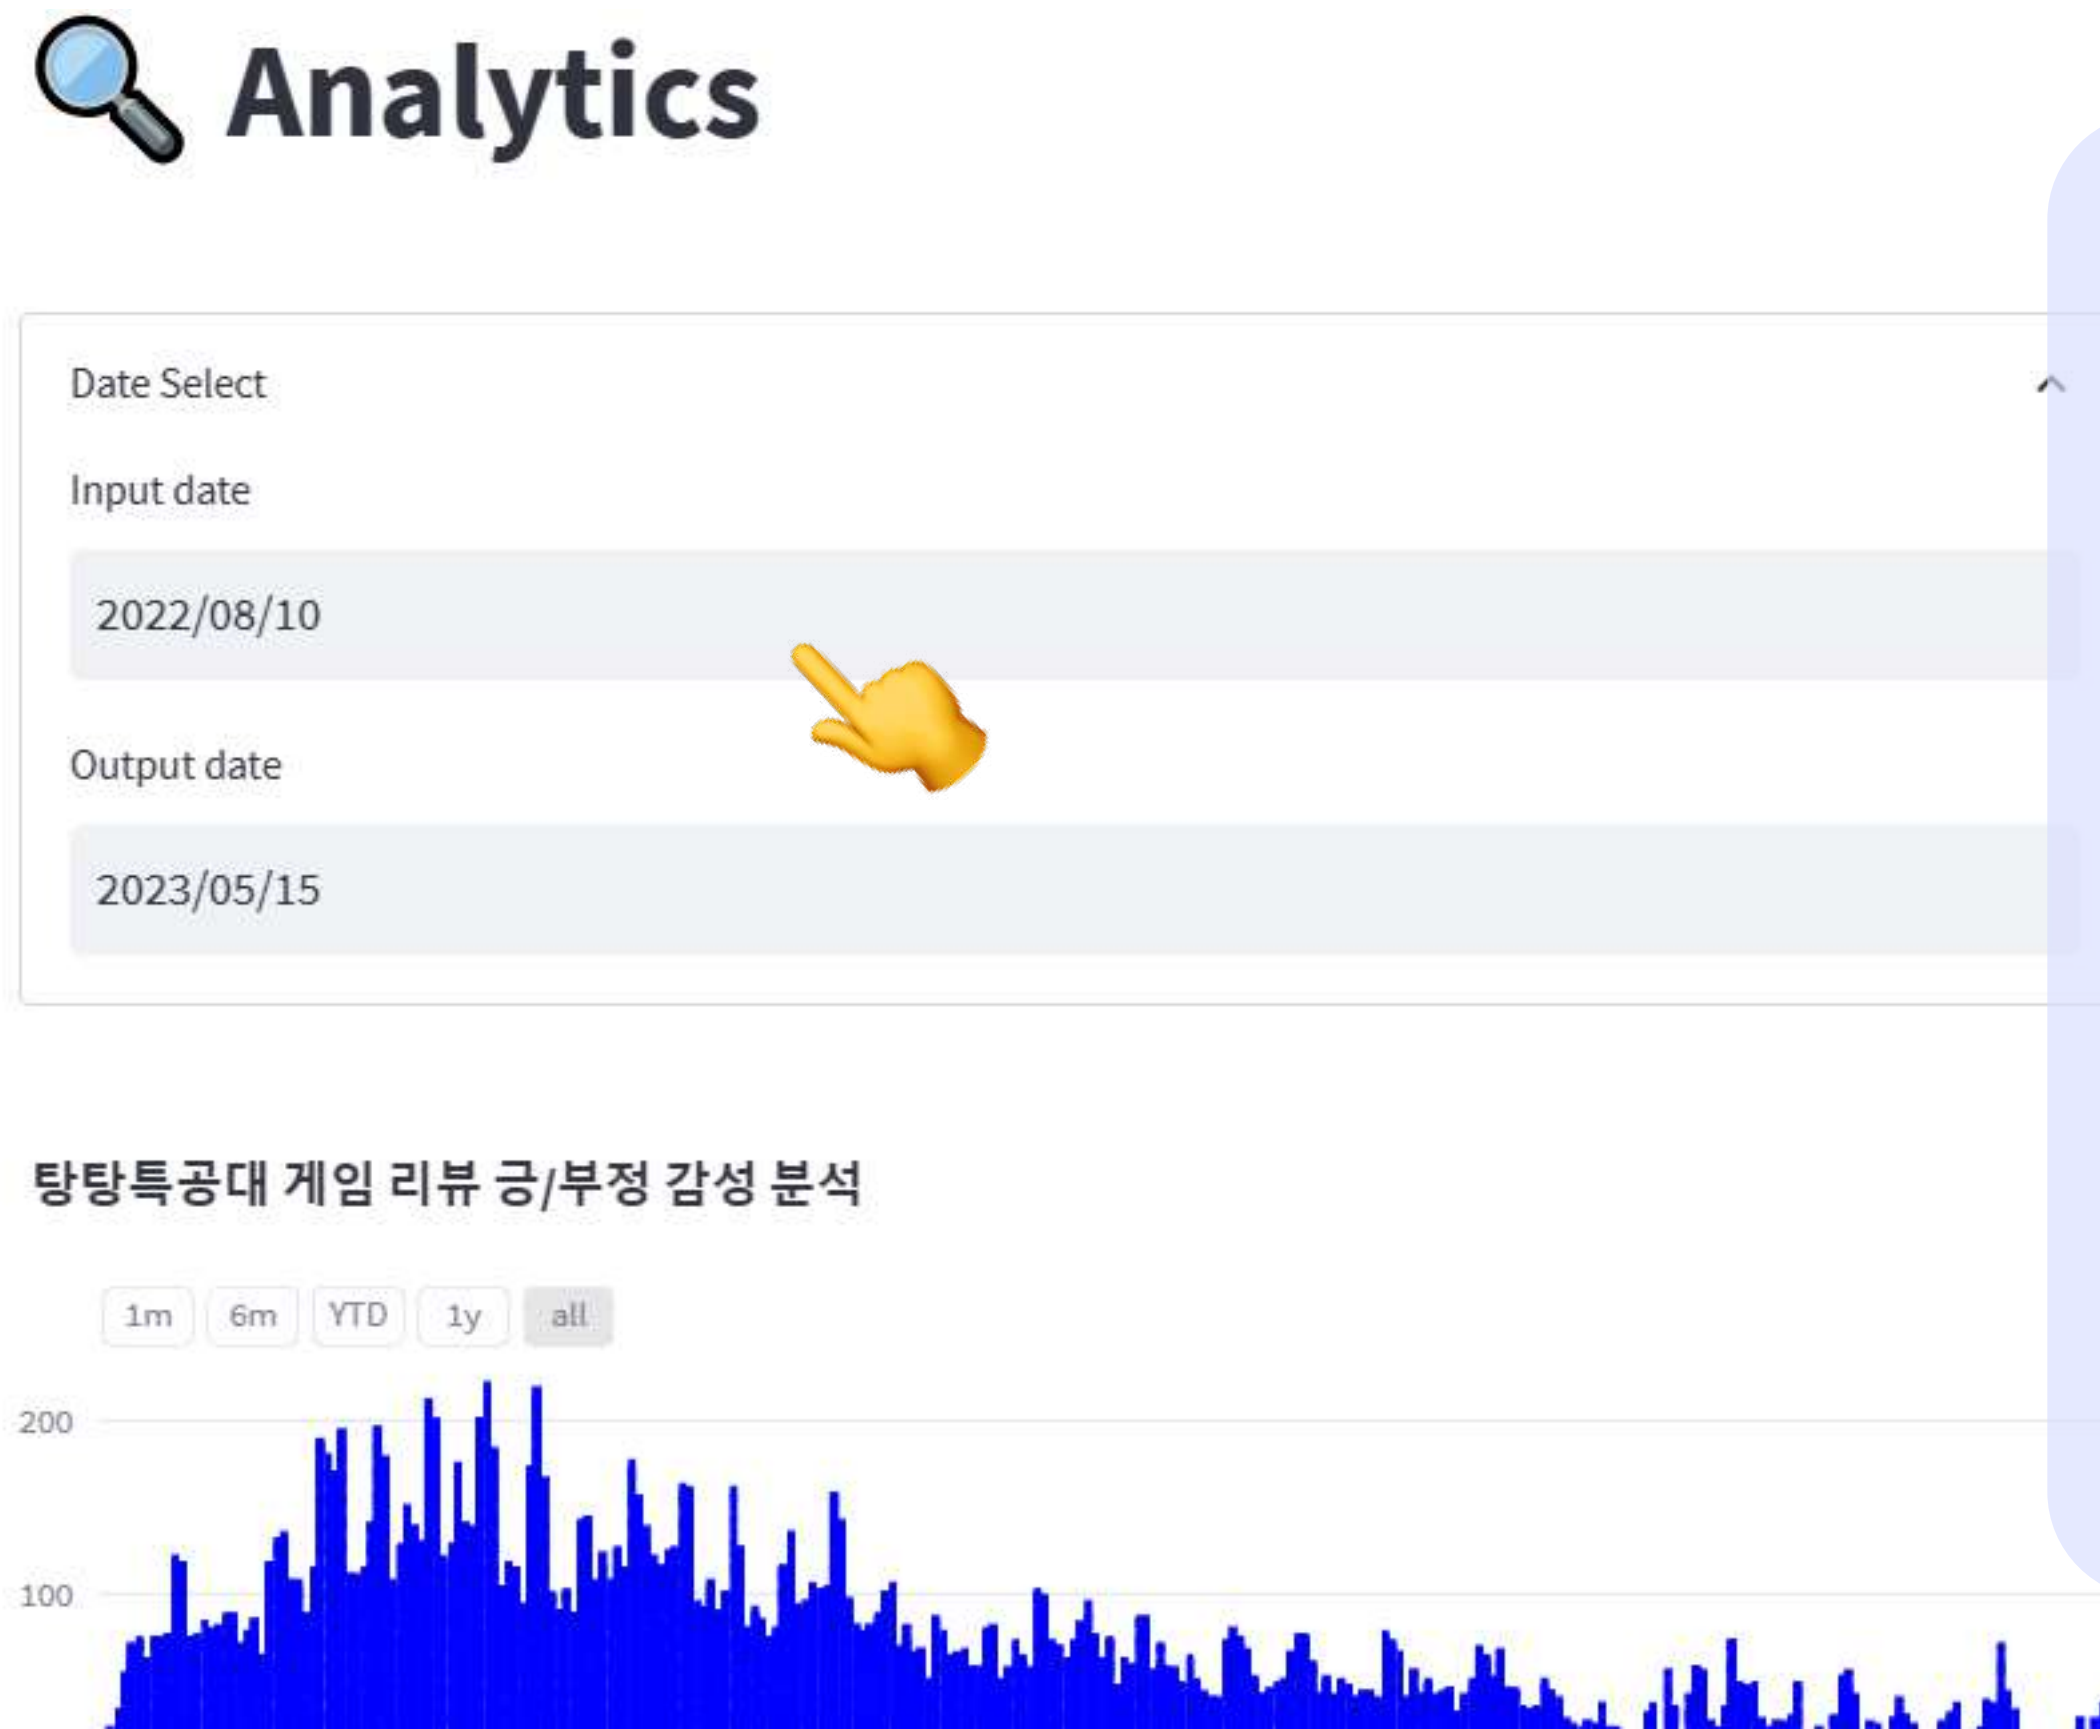 Analytics
Date Select
Input date
2022/08/10
Output date
2023/05/15
탕탕특공대 게임 리뷰 긍/부정 감성 분석
1m 6m YTD 1y all
200
100